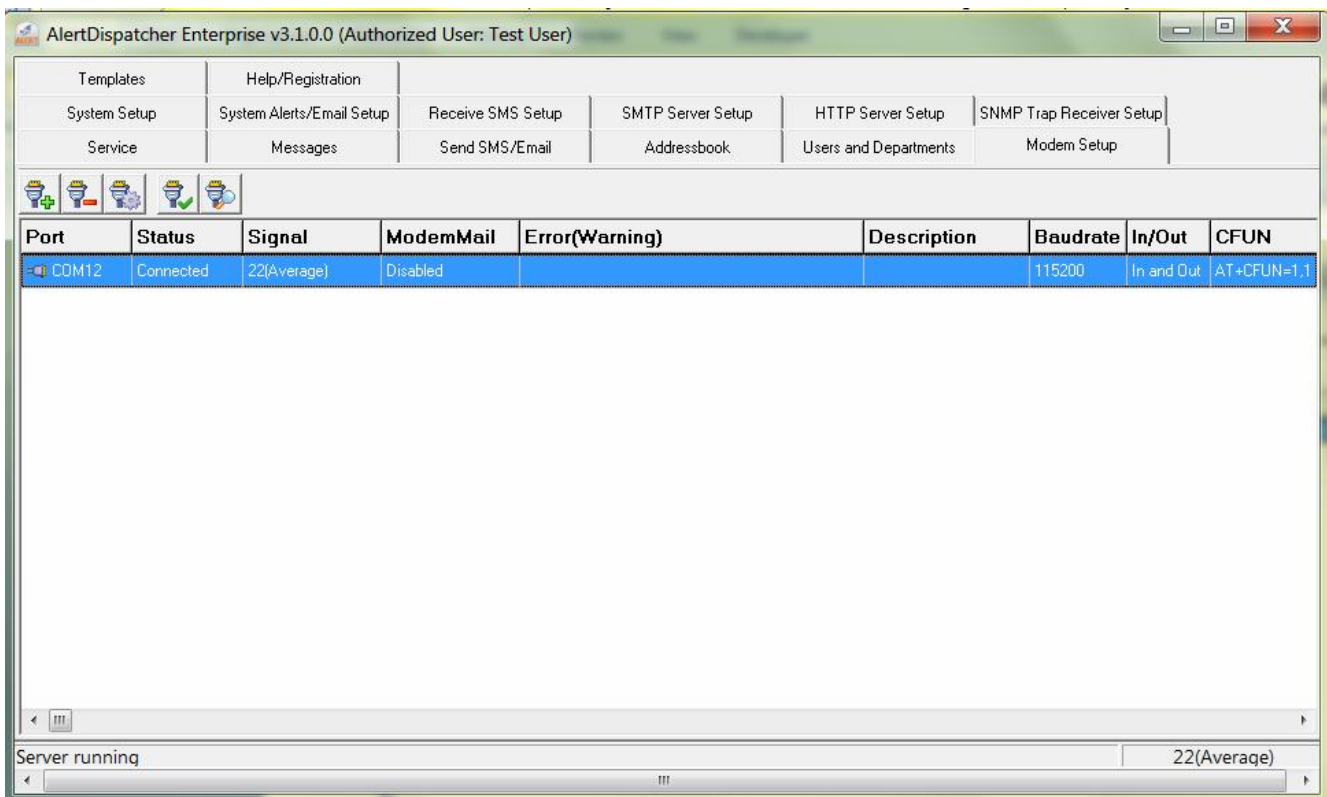 AlertDispatcher Enterprise v3.1.0.0 (Authorized User: Test User)
Templates Help/Registration
System Setup System Alerts/Email Setup Receive SMS Setup SMTP Server Setup HTTP Server Setup SNMP Trap Receiver Setup
Service Messages Send SMS/Email Addressbook Users and Departments Modem Setup
Port Status Signal ModemMail Error(Warning) Description Baudrate In/Out CFUN
COM12 Connected 22(Average) Disabled 115200 In and Out AT+CFUN=1,1
Server running 22(Average)